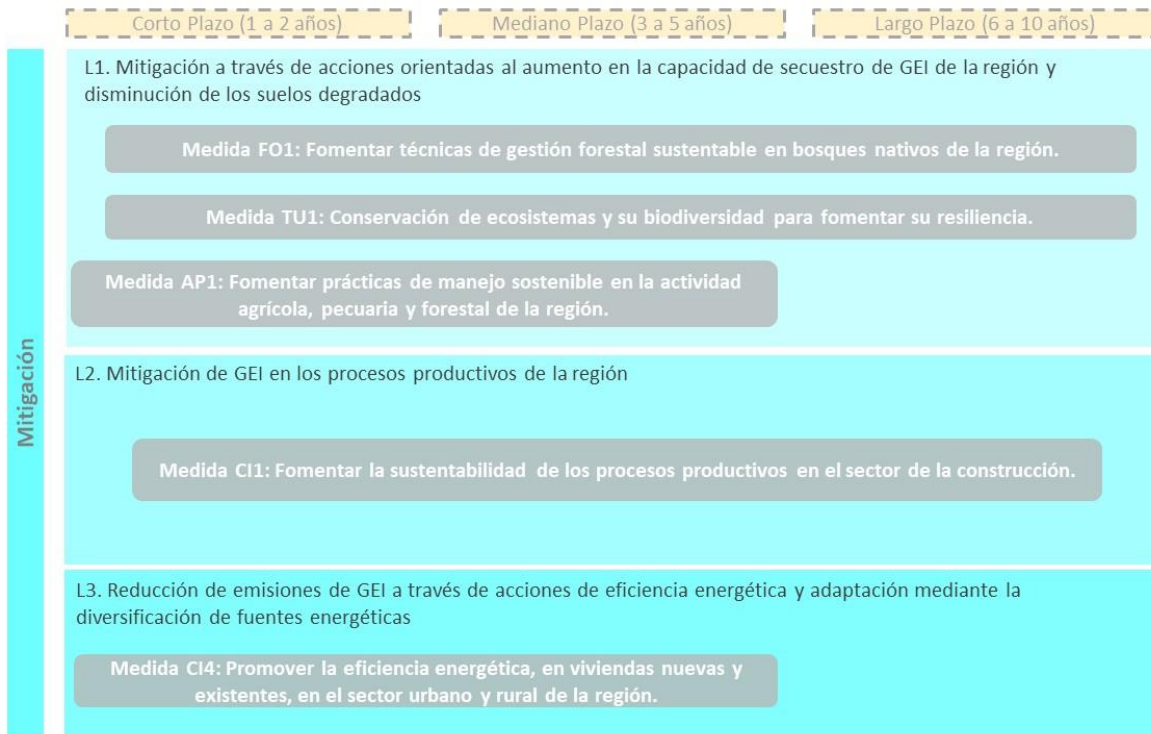 Corto Plazo (1 a 2 años)
Mediano Plazo (3 a 5 años)
Largo Plazo (6 a 10 años)
Mitigación
L1. Mitigación a través de acciones orientadas al aumento en la capacidad de secuestro de GEI de la región y
disminución de los suelos degradados
Medida FO1: Fomentar técnicas de gestión forestal sustentable en bosques nativos de la región.
Medida TU1: Conservación de ecosistemas y su biodiversidad para fomentar su resiliencia.
Medida AP1: Fomentar prácticas de manejo sostenible en la actividad
agrícola, pecuaria y forestal de la región.
L2. Mitigación de GEI en los procesos productivos de la región
Medida CI1: Fomentar la sustentabilidad de los procesos productivos en el sector de la construcción.
L3. Reducción de emisiones de GEI a través de acciones de eficiencia energética y adaptación mediante la
diversificación de fuentes energéticas
Medida CI4: Promover la eficiencia energética, en viviendas nuevas y
existentes, en el sector urbano y rural de la región.